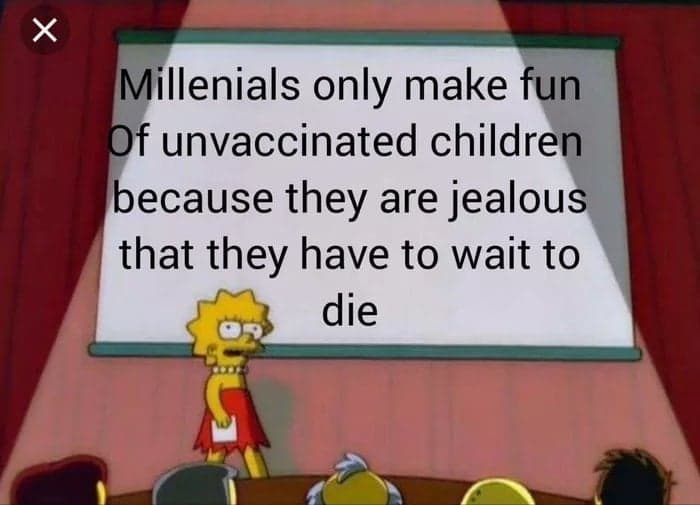 Millenials only make fun
Of unvaccinated children
because they are jealous
that they have to wait to
die